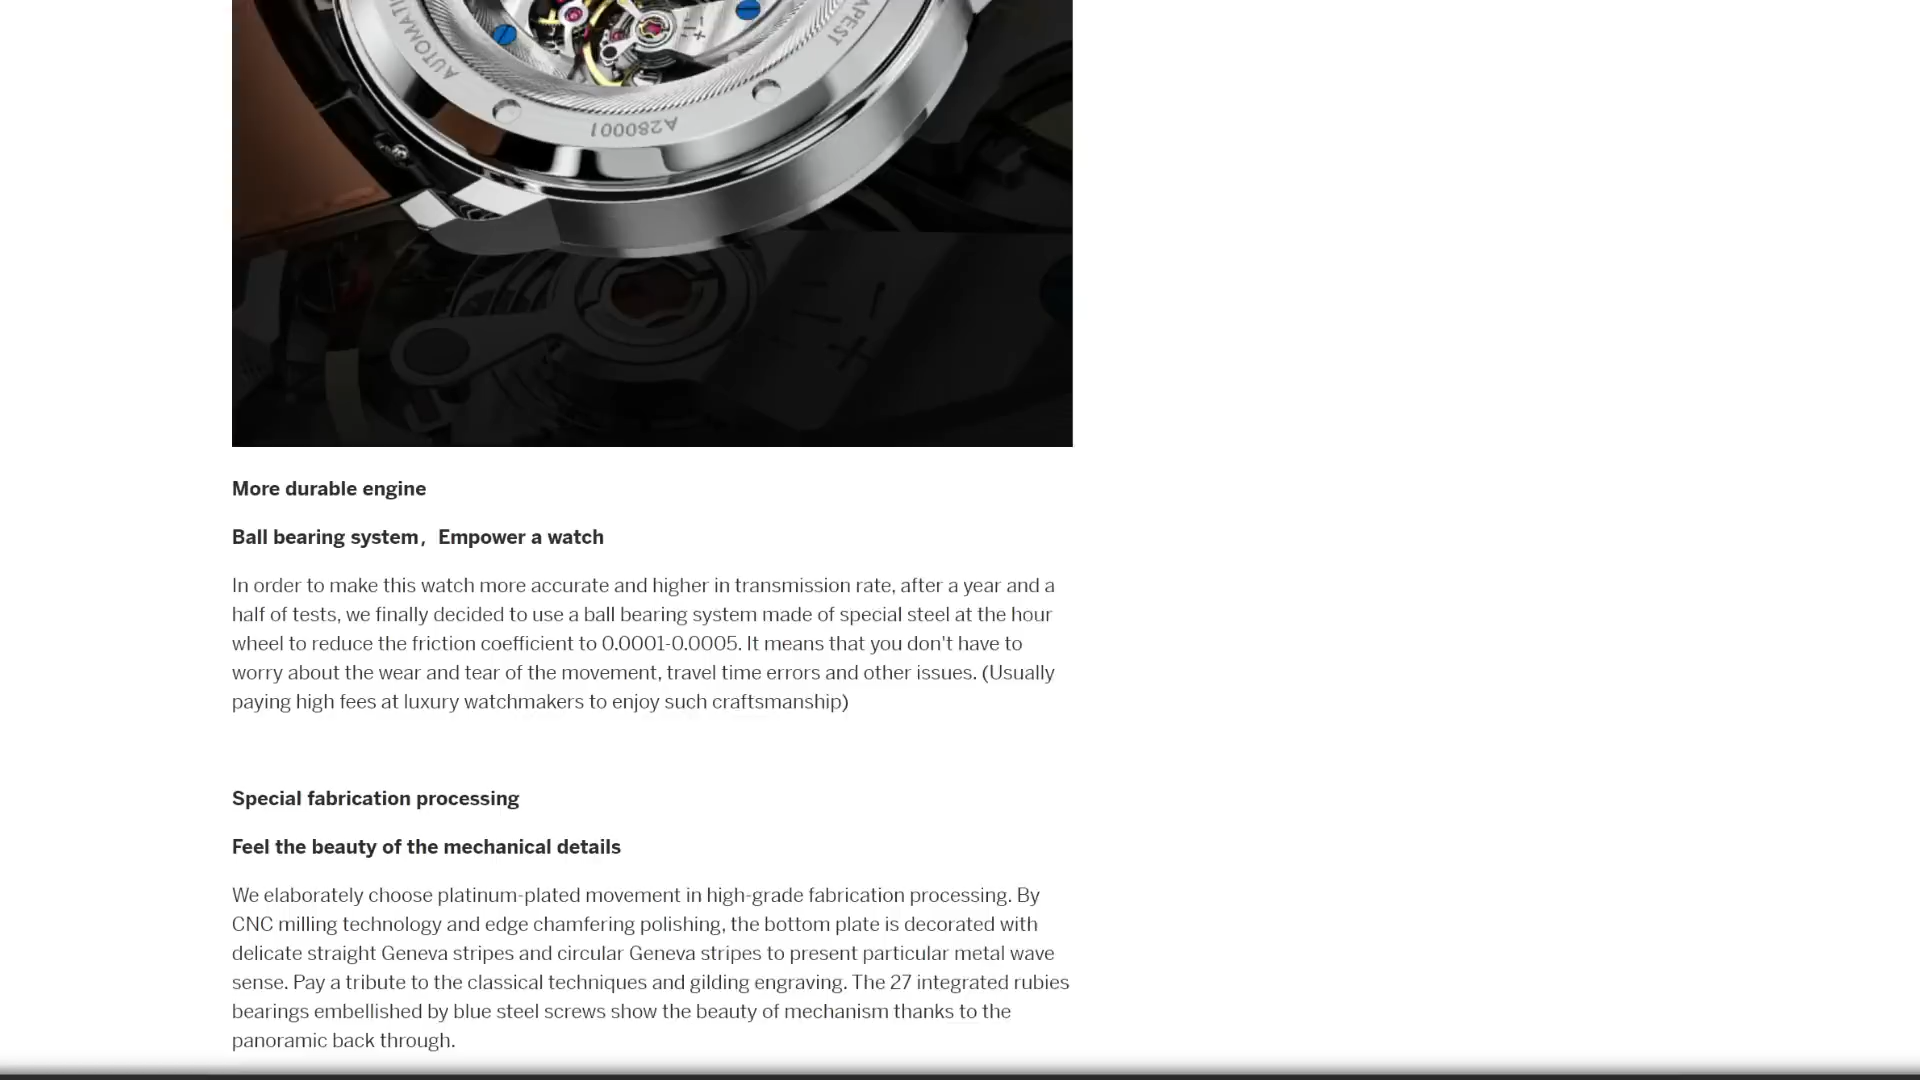 AUTOMATI
APEST
A280001
More durable engine
Ball bearing system，Empower a watch
In order to make this watch more accurate and higher in transmission rate, after a year and a
half of tests, we finally decided to use a ball bearing system made of special steel at the hour
wheel to reduce the friction coefficient to 0.0001-0.0005. It means that you don't have to
worry about the wear and tear of the movement, travel time errors and other issues. (Usually
paying high fees at luxury watchmakers to enjoy such craftsmanship)
Special fabrication processing
Feel the beauty of the mechanical details
We elaborately choose platinum-plated movement in high-grade fabrication processing. By
CNC milling technology and edge chamfering polishing, the bottom plate is decorated with
delicate straight Geneva stripes and circular Geneva stripes to present particular metal wave
sense. Pay a tribute to the classical techniques and gilding engraving. The 27 integrated rubies
bearings embellished by blue steel screws show the beauty of mechanism thanks to the
panoramic back through.